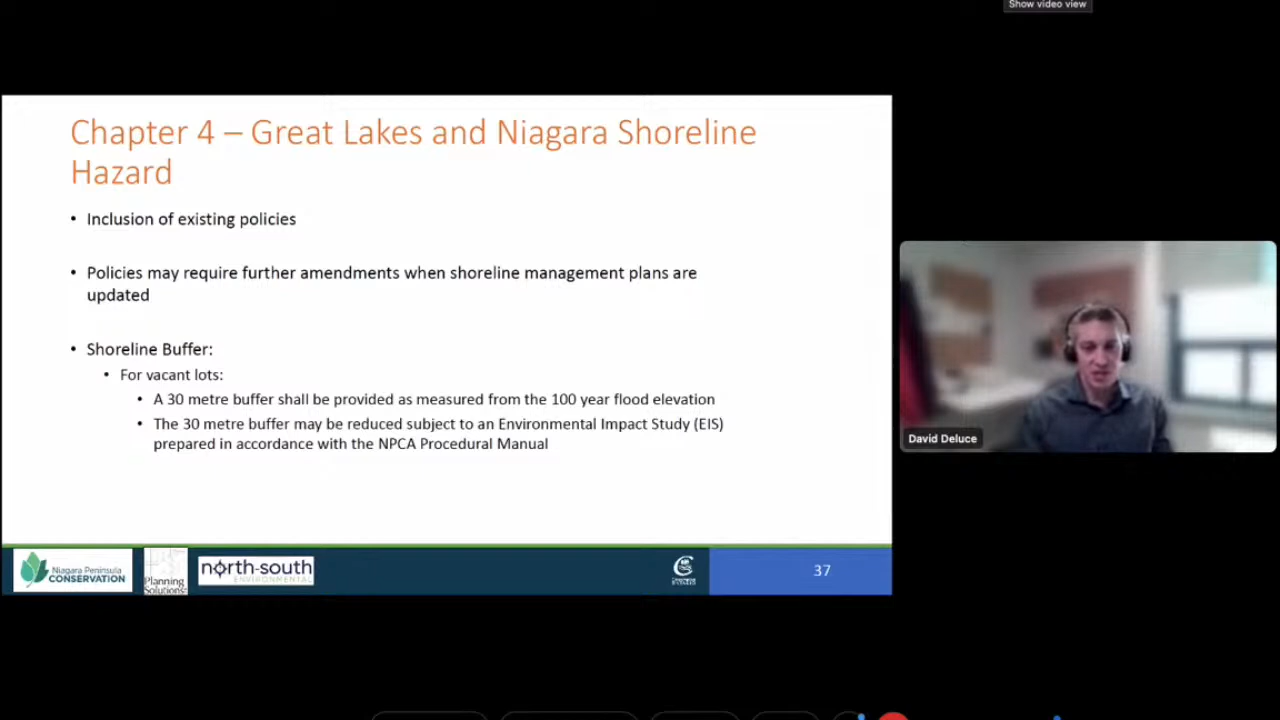 Show video view
Chapter 4 – Great Lakes and Niagara Shoreline
Hazard
• Inclusion of existing policies
• Policies may require further amendments when shoreline management plans are
updated
• Shoreline Buffer:
• For vacant lots:
• A 30 metre buffer shall be provided as measured from the 100 year flood elevation
• The 30 metre buffer may be reduced subject to an Environmental Impact Study (EIS)
prepared in accordance with the NPCA Procedural Manual
David Deluce
Niagara Peninsula
CONSERVATION
Planning
Solutions
north-south
ENVIRONMENTAL
37